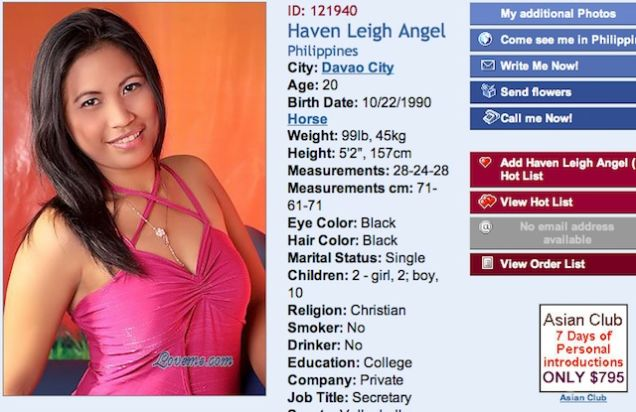 ID: 121940
Haven Leigh Angel
Philippines
City: Davao City
Age: 20
Birth Date: 10/22/1990
Horse
Weight: 99lb, 45kg
Height: 5'2", 157cm
Measurements: 28-24-28
Measurements cm: 71-
61-71
Eye Color: Black
Hair Color: Black
Marital Status: Single
Children: 2 - girl, 2; boy,
10
Religion: Christian
Smoker: No
Drinker: No
Education: College
Company: Private
Job Title: Secretary
Loveme.com
My additional Photos
Come see me in Philippin
Write Me Now!
Send flowers
Call me Now!
Add Haven Leigh Angel (
Hot List
View Hot List
No email address
available
View Order List
Asian Club
7 Days of
Personal
introductions
ONLY $795
Asian Club